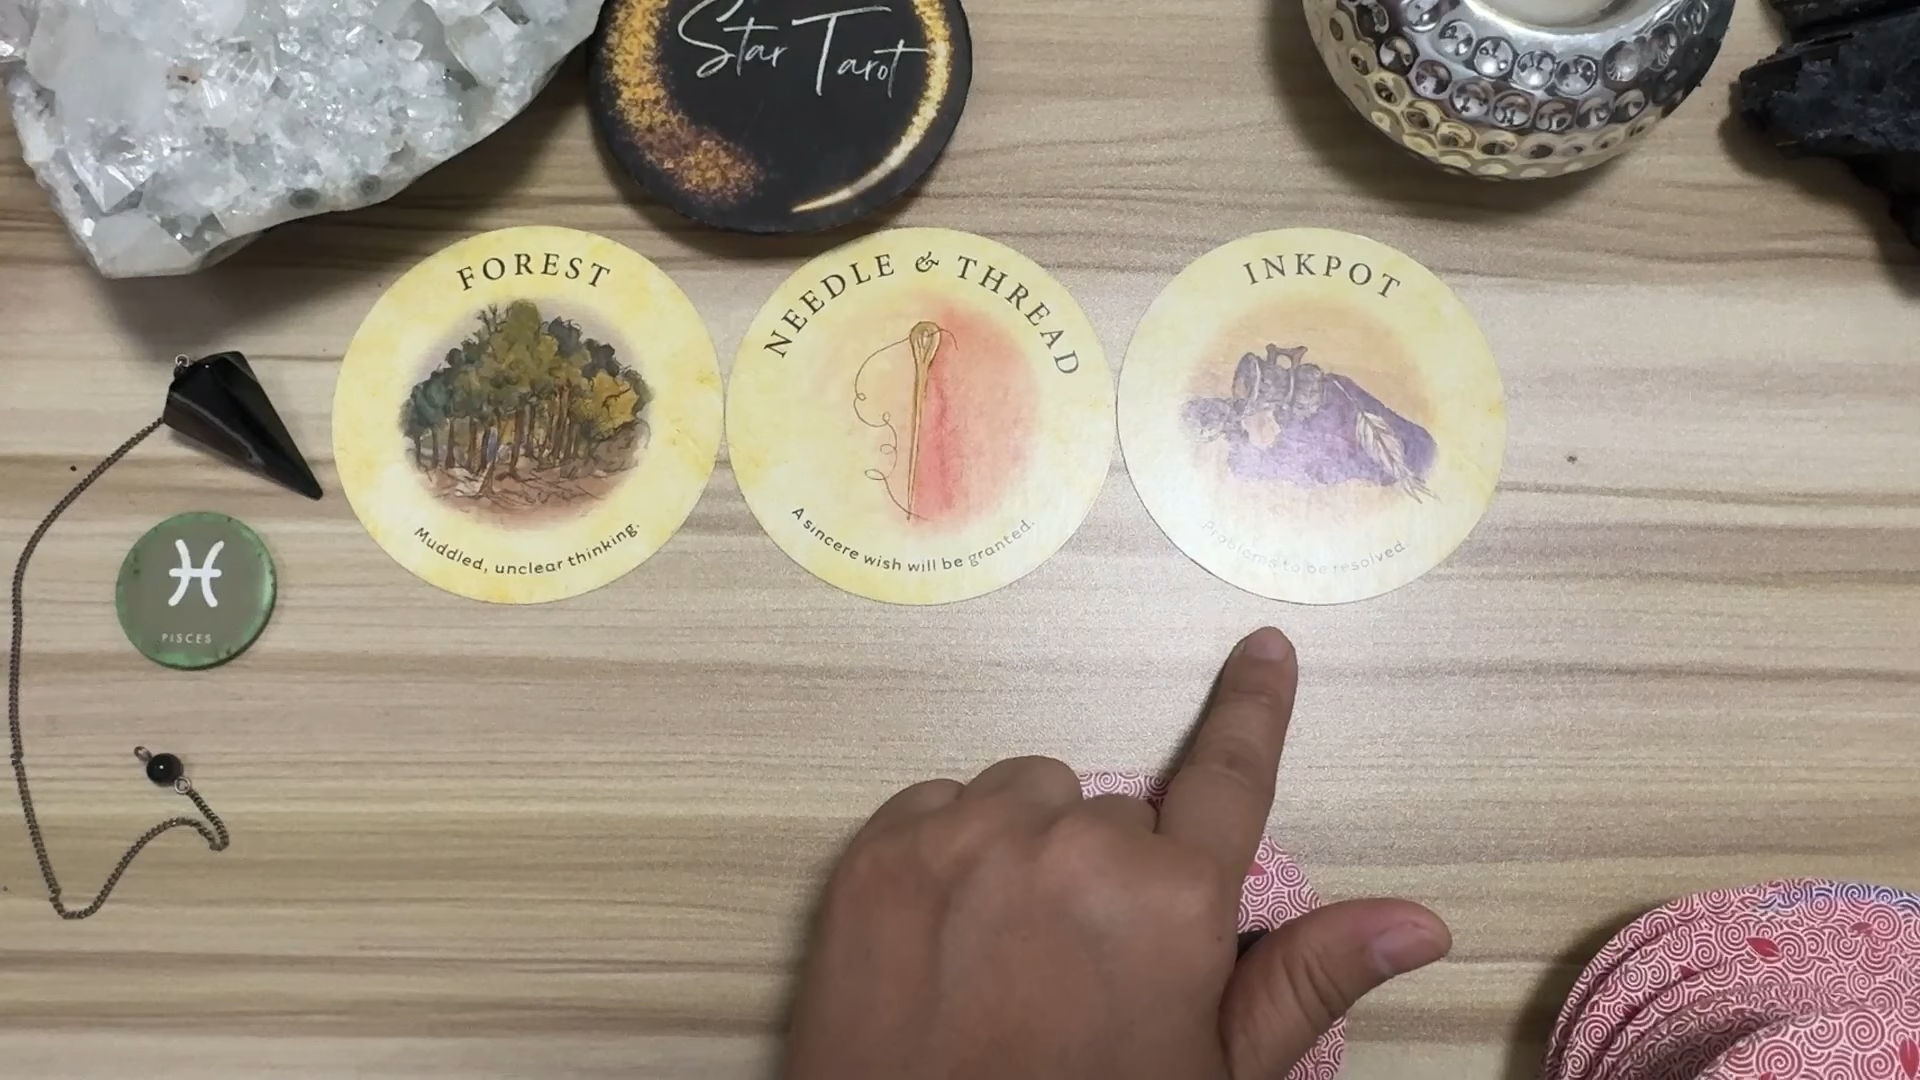 Star Tarot
FOREST
Muddled, unclear thinking.
NEEDLE & THREAD
A sincere wish will be granted.
INKPOT
Problems to be resolved.
PISCES